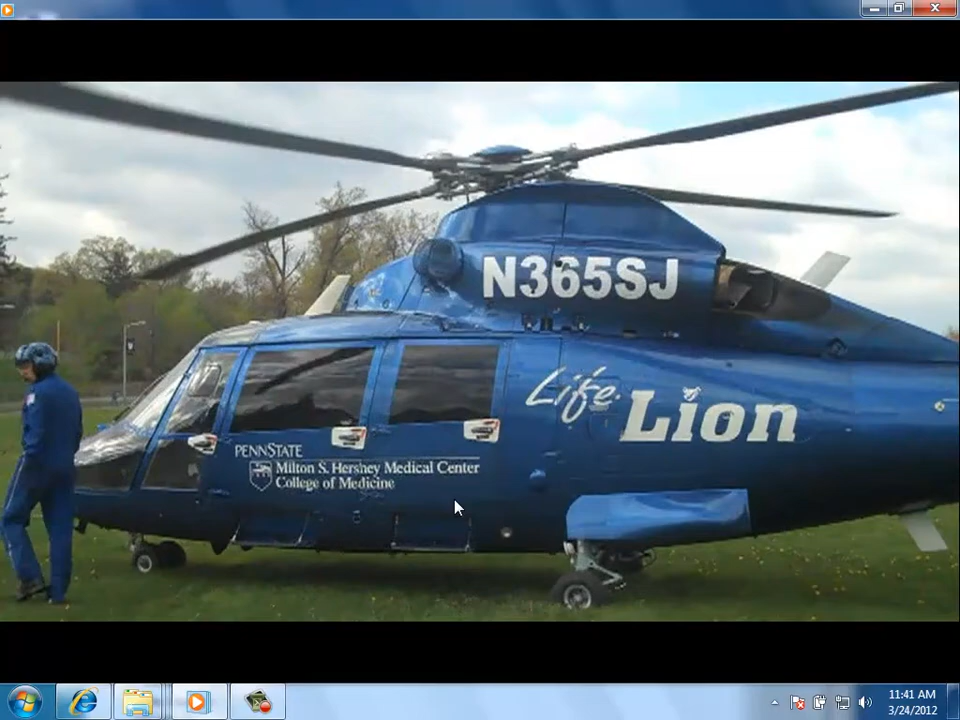 N365SJ
Life Lion
PENNSTATE
Milton S. Hershey Medical Center
College of Medicine
11:41 AM
3/24/2012